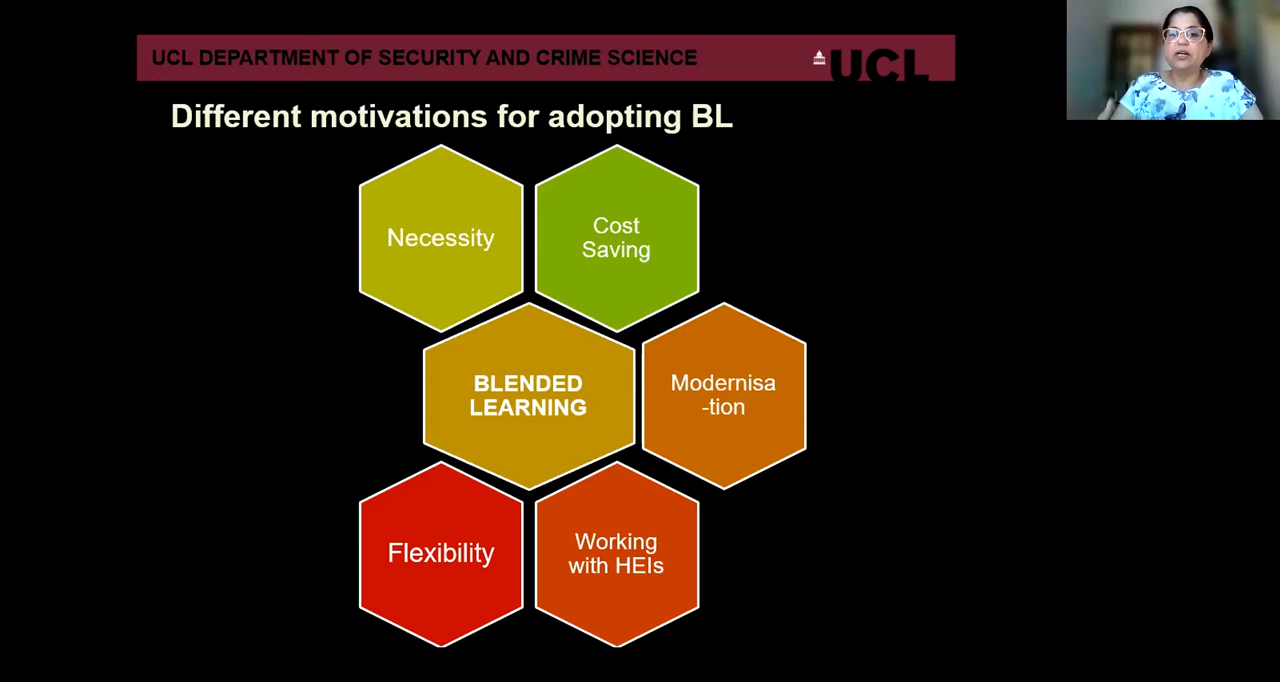 UCL DEPARTMENT OF SECURITY AND CRIME SCIENCE
UCL
Different motivations for adopting BL
Necessity
Cost
Saving
BLENDED
LEARNING
Modernisa
-tion
Flexibility
Working
with HEIs